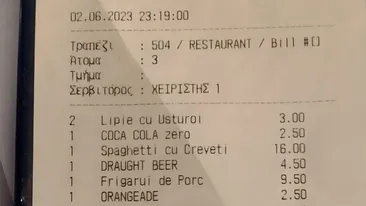 02.06.2023 23:19:00
Τραπέζι : 504 / RESTAURANT / Bill #[]
Άτομα : 3
Τμήμα :
Σερβιτόρος : ΧΕΙΡΙΣΤΗΣ 1
2 Lipie cu Usturoi 3.00
1 COCA COLA zero 2.50
1 Spaghetti cu Creveti 16.00
1 DRAUGHT BEER 4.50
1 Frigarui de Porc 9.50
1 ORANGEADE 2.50